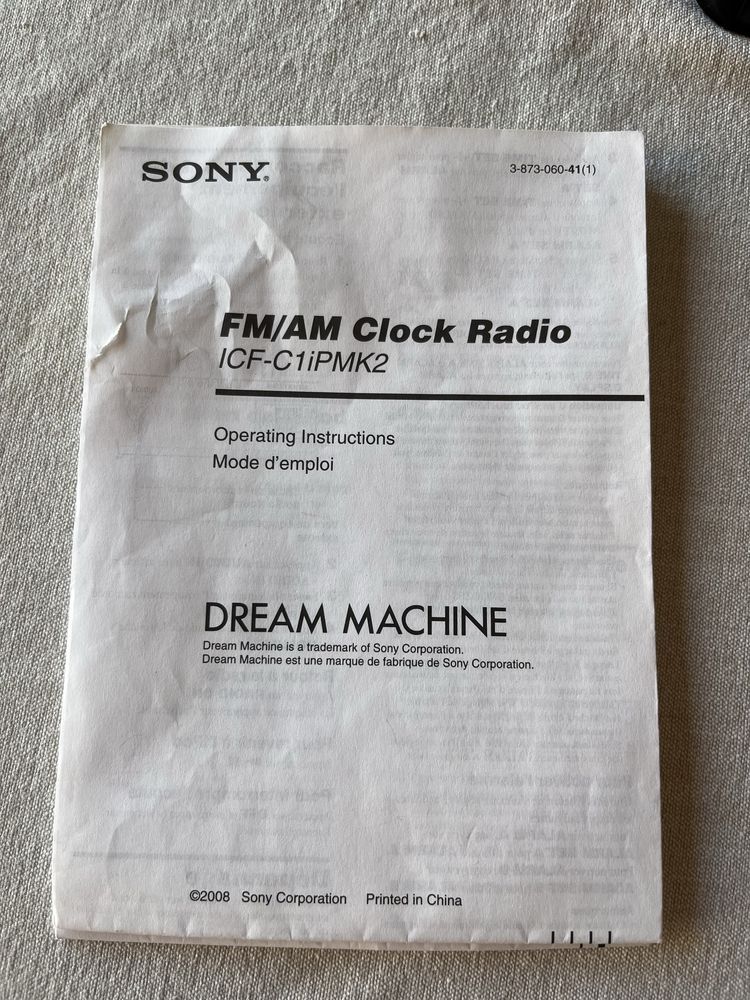 SONY®
3-873-060-41(1)
FM/AM Clock Radio
ICF-C1iPMK2
Operating Instructions
Mode d'emploi
DREAM MACHINE
Dream Machine is a trademark of Sony Corporation.
Dream Machine est une marque de fabrique de Sony Corporation.
©2008 Sony Corporation Printed in China